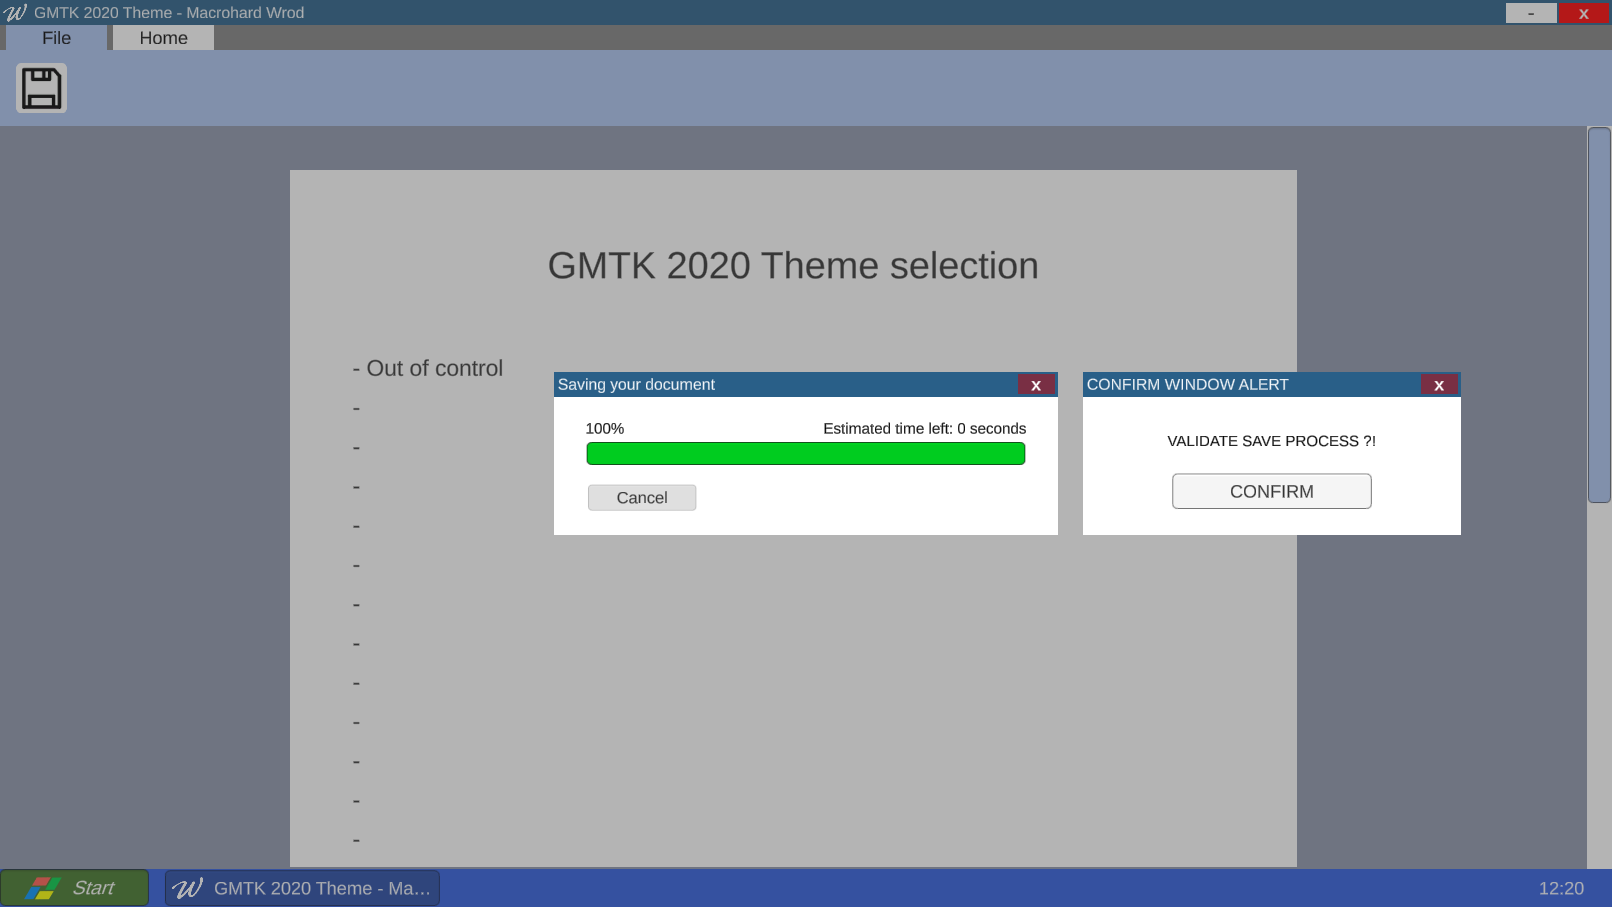 GMTK 2020 Theme - Macrohard Wrod
- x
File Home
GMTK 2020 Theme selection
- Out of control
-
-
-
-
-
-
-
-
-
-
-
-
Saving your document x
100% Estimated time left: 0 seconds
Cancel
CONFIRM WINDOW ALERT x
VALIDATE SAVE PROCESS ?!
CONFIRM
Start
W GMTK 2020 Theme - Ma...
12:20